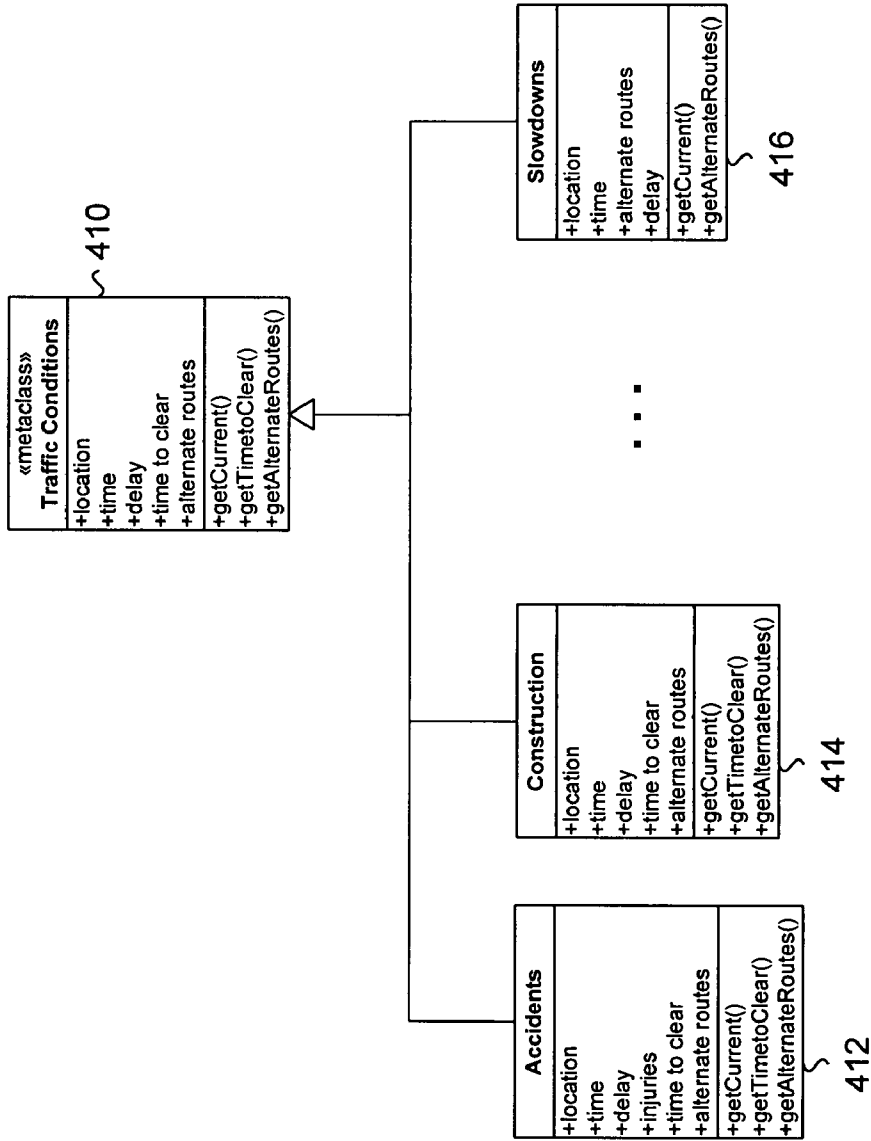 «metaclass»
Traffic Conditions
+location
+time
+delay
+time to clear
+alternate routes
+getCurrent()
+getTimetoClear()
+getAlternateRoutes()
410
Accidents
+location
+time
+delay
+injuries
+time to clear
+alternate routes
+getCurrent()
+getTimetoClear()
+getAlternateRoutes()
412
Construction
+location
+time
+delay
+time to clear
+alternate routes
+getCurrent()
+getTimetoClear()
+getAlternateRoutes()
414
. . .
Slowdowns
+location
+time
+alternate routes
+delay
+getCurrent()
+getAlternateRoutes()
416